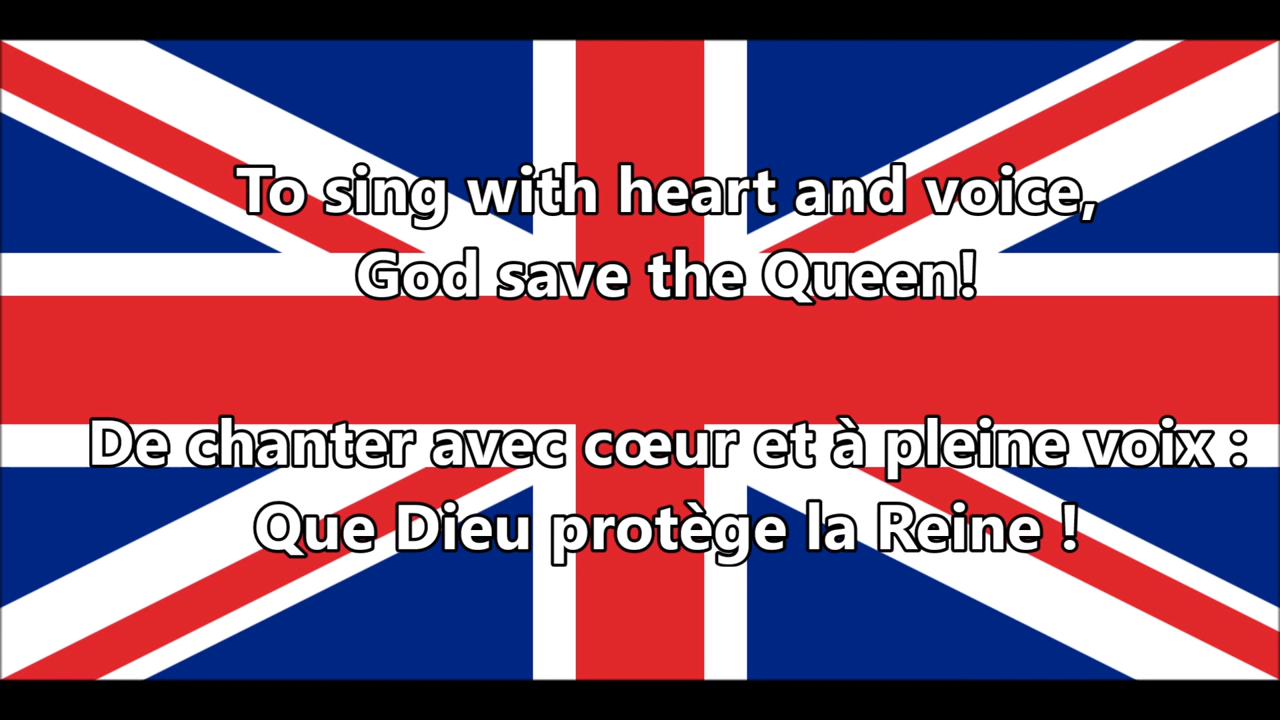 To sing with heart and voice,
God save the Queen!
De chanter avec cœur et à pleine voix :
Que Dieu protège la Reine !